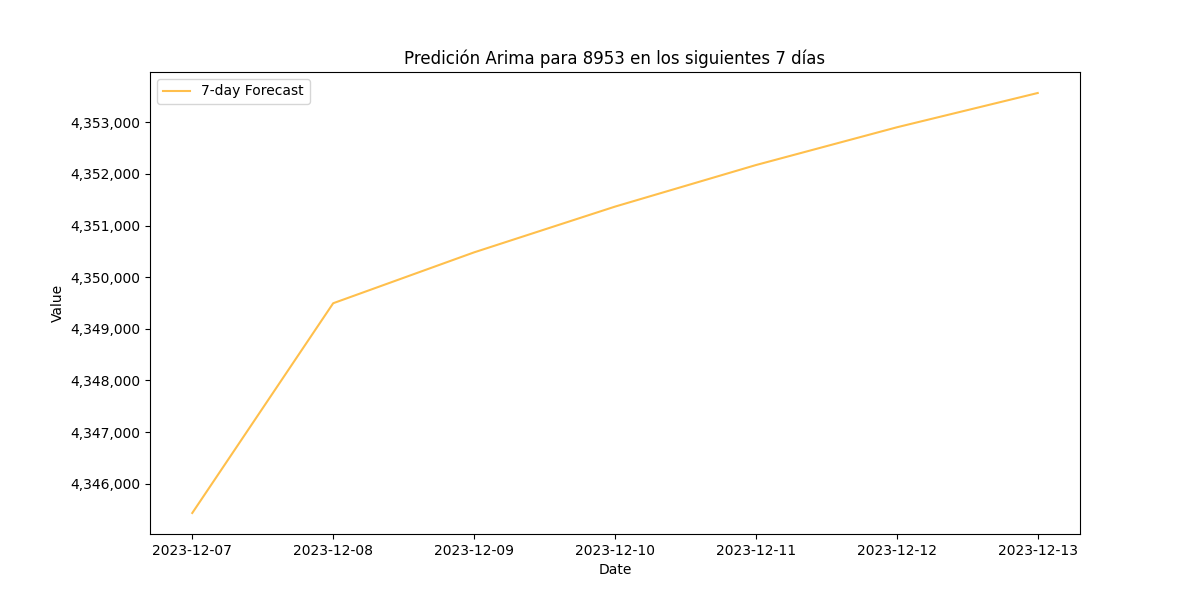 Predición Arima para 8953 en los siguientes 7 días
7-day Forecast
4,353,000
4,352,000
4,351,000
4,350,000
4,349,000
4,348,000
4,347,000
4,346,000
Value
2023-12-07 2023-12-08 2023-12-09 2023-12-10 2023-12-11 2023-12-12 2023-12-13
Date